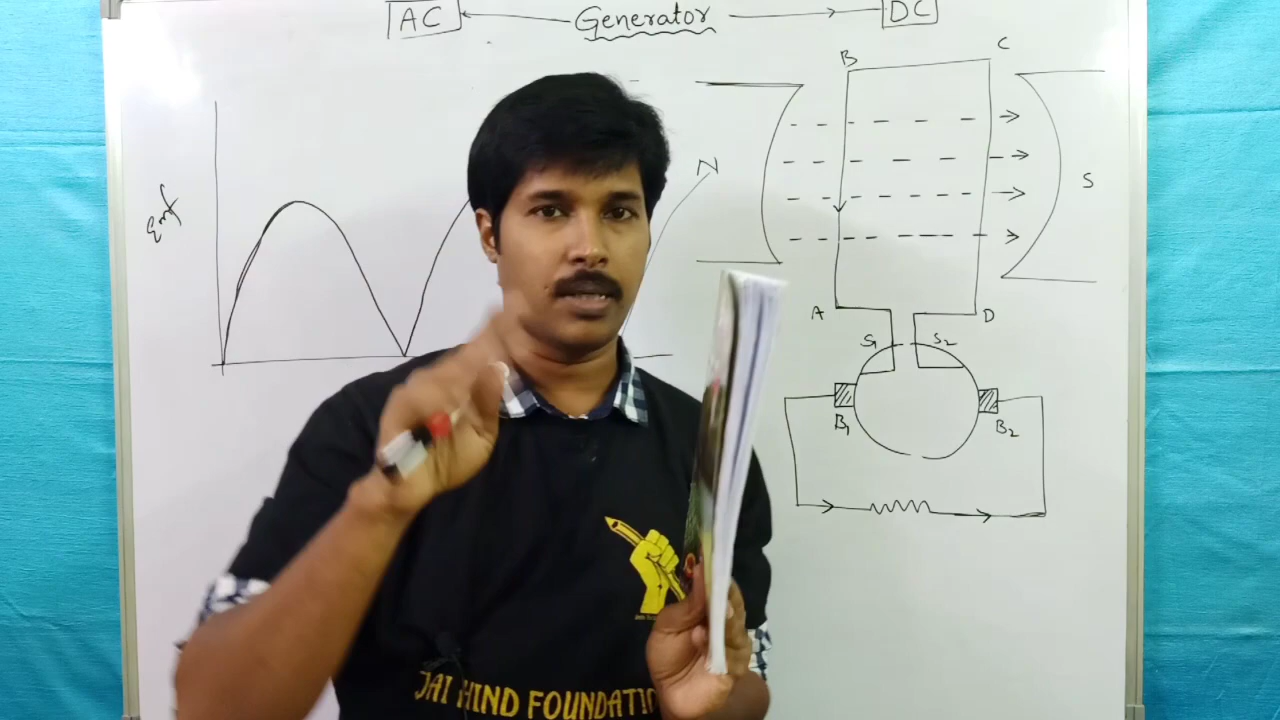 AC
Generator
DC
B
C
Emf
N
S
A
D
S1
S2
B1
B2
JAI HIND FOUNDATIO